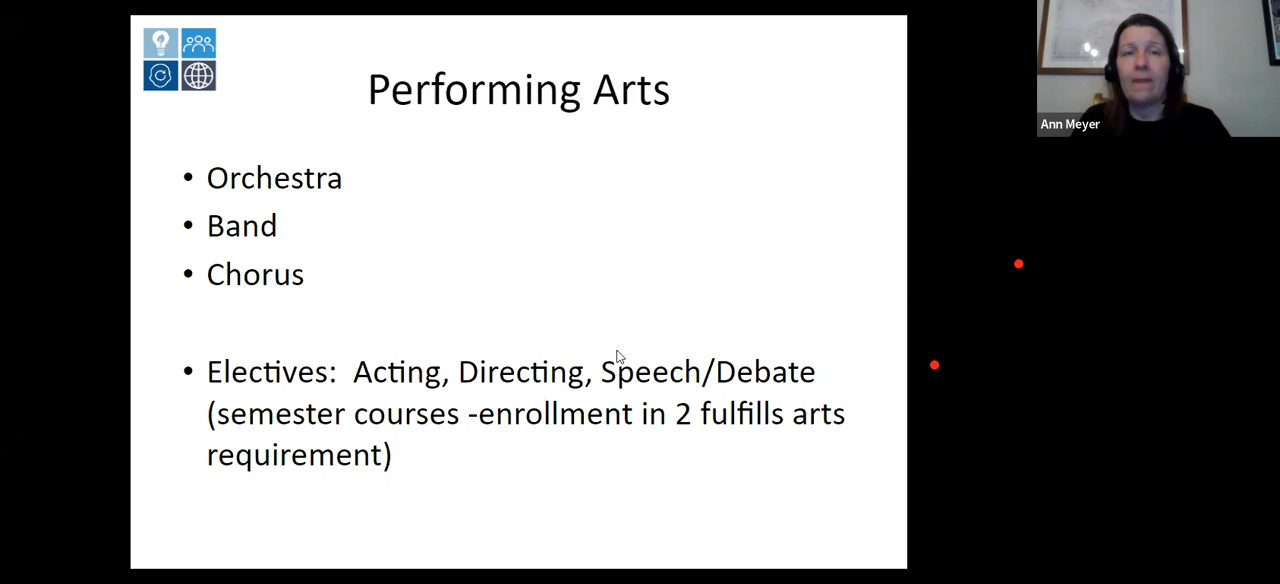 Performing Arts
Ann Meyer
• Orchestra
• Band
• Chorus
• Electives: Acting, Directing, Speech/Debate
(semester courses -enrollment in 2 fulfills arts
requirement)